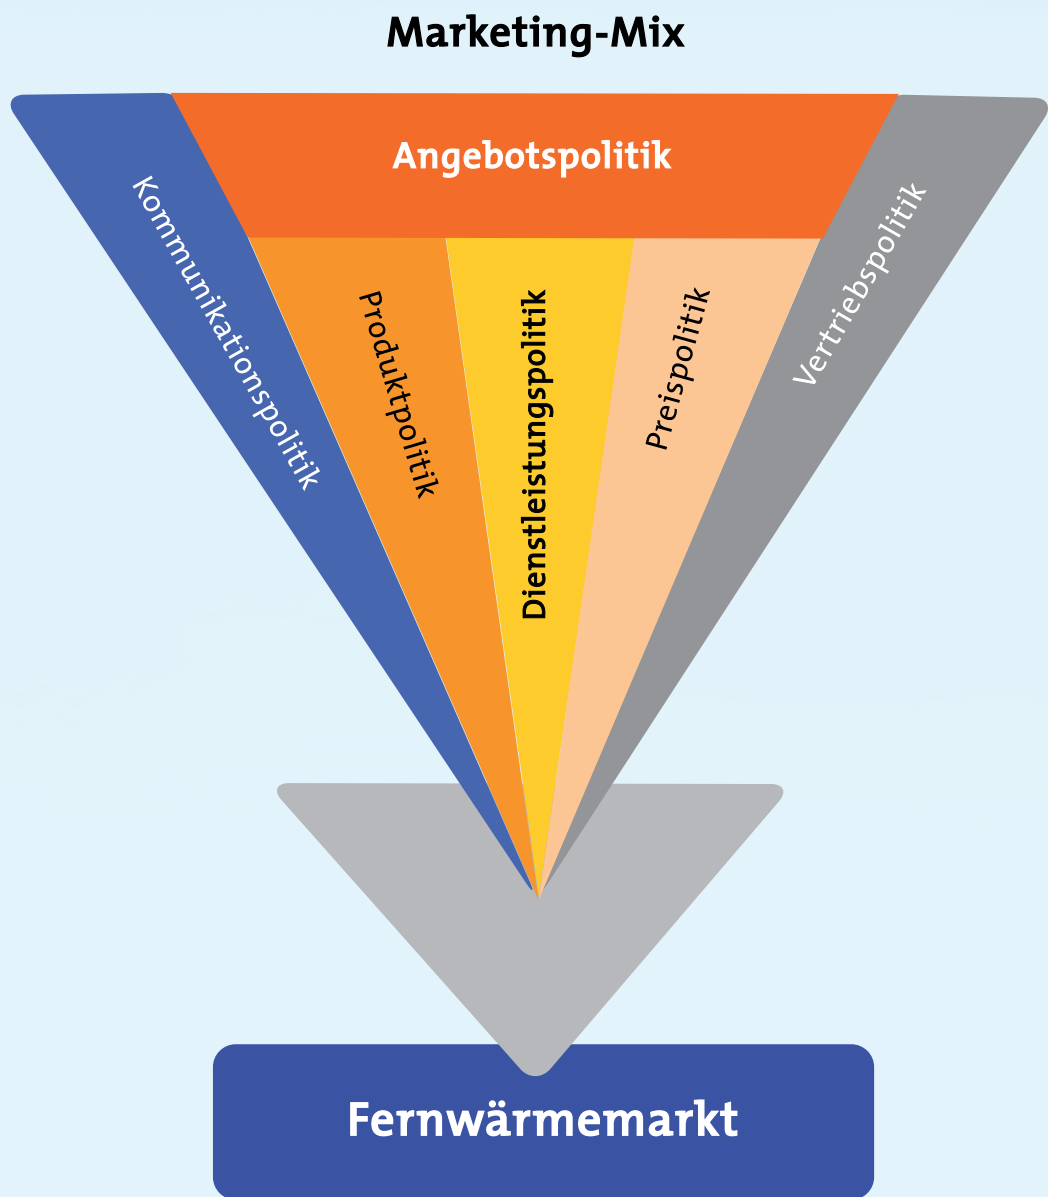 Marketing-Mix
Angebotspolitik
Kommunikationspolitik
Produktpolitik
Dienstleistungspolitik
Preispolitik
Vertriebspolitik
Fernwärmemarkt